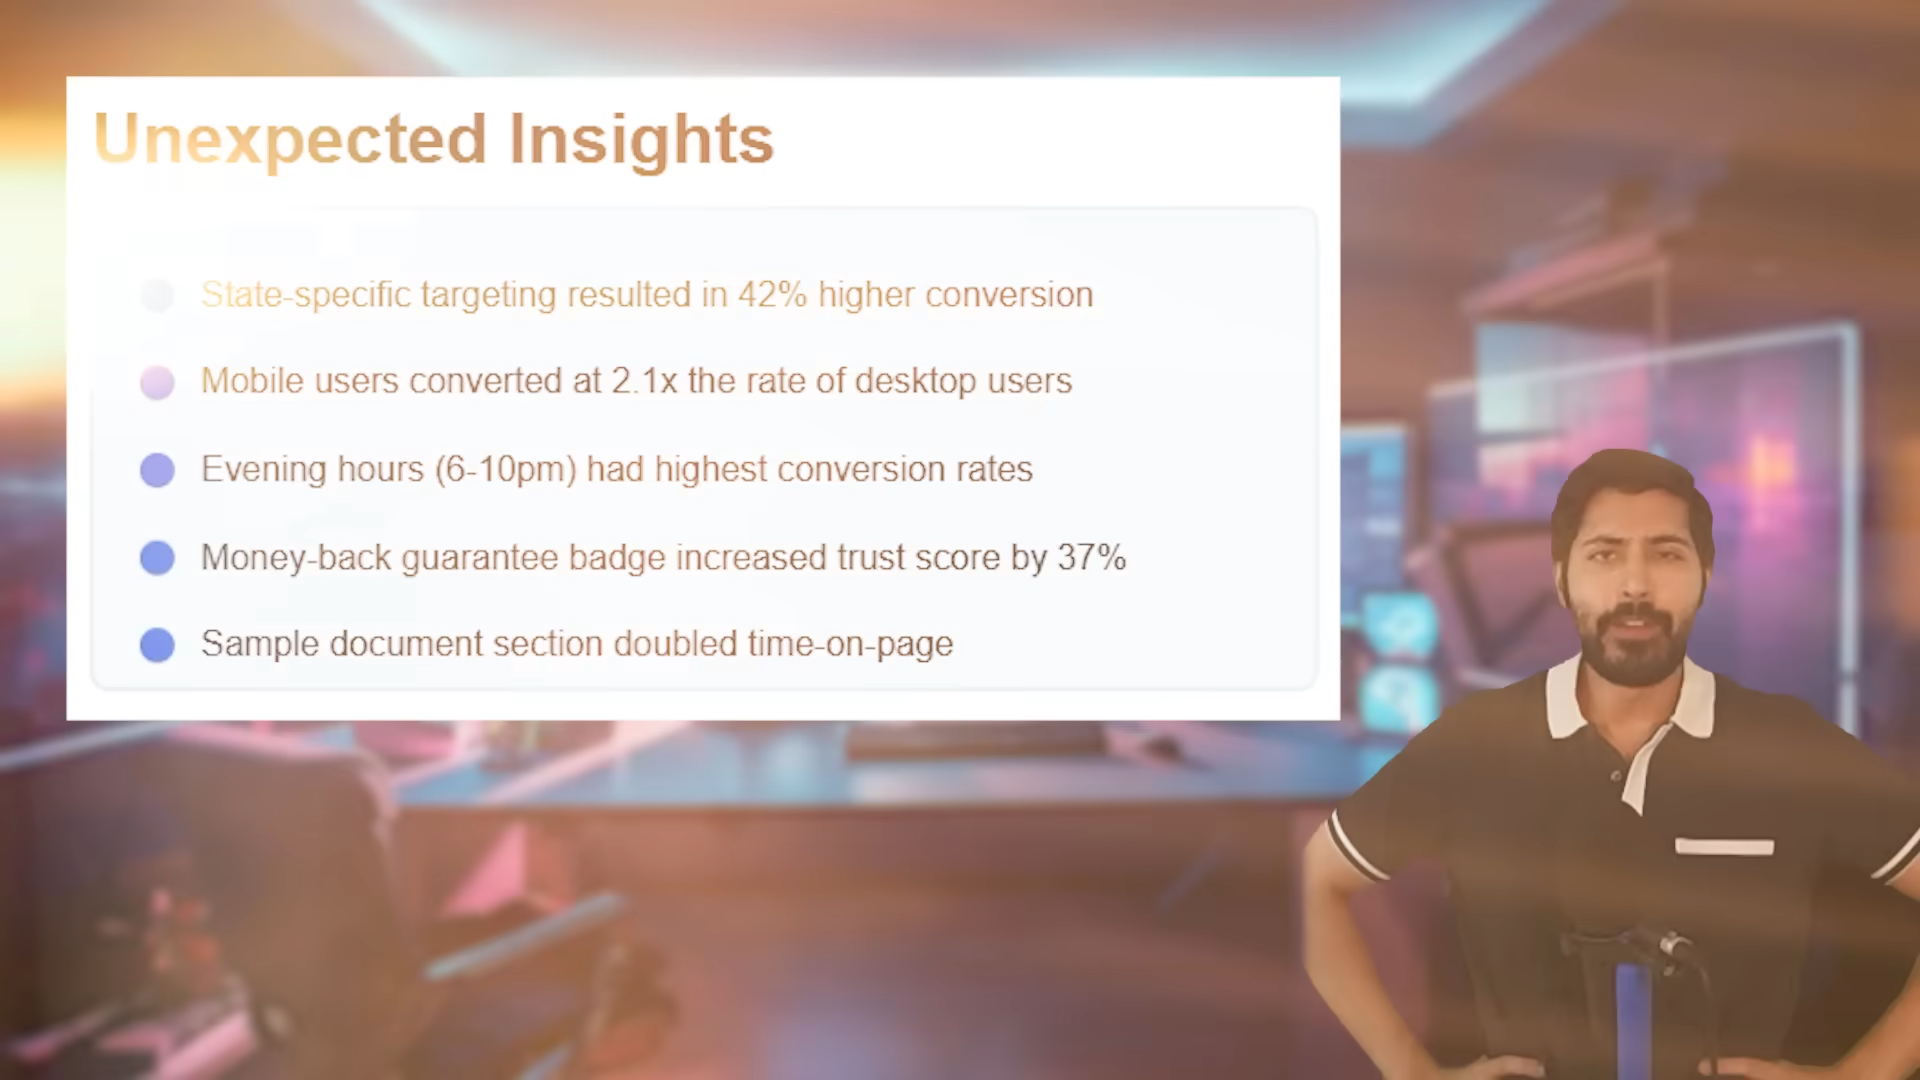 Unexpected Insights
State-specific targeting resulted in 42% higher conversion
Mobile users converted at 2.1x the rate of desktop users
Evening hours (6-10pm) had highest conversion rates
Money-back guarantee badge increased trust score by 37%
Sample document section doubled time-on-page